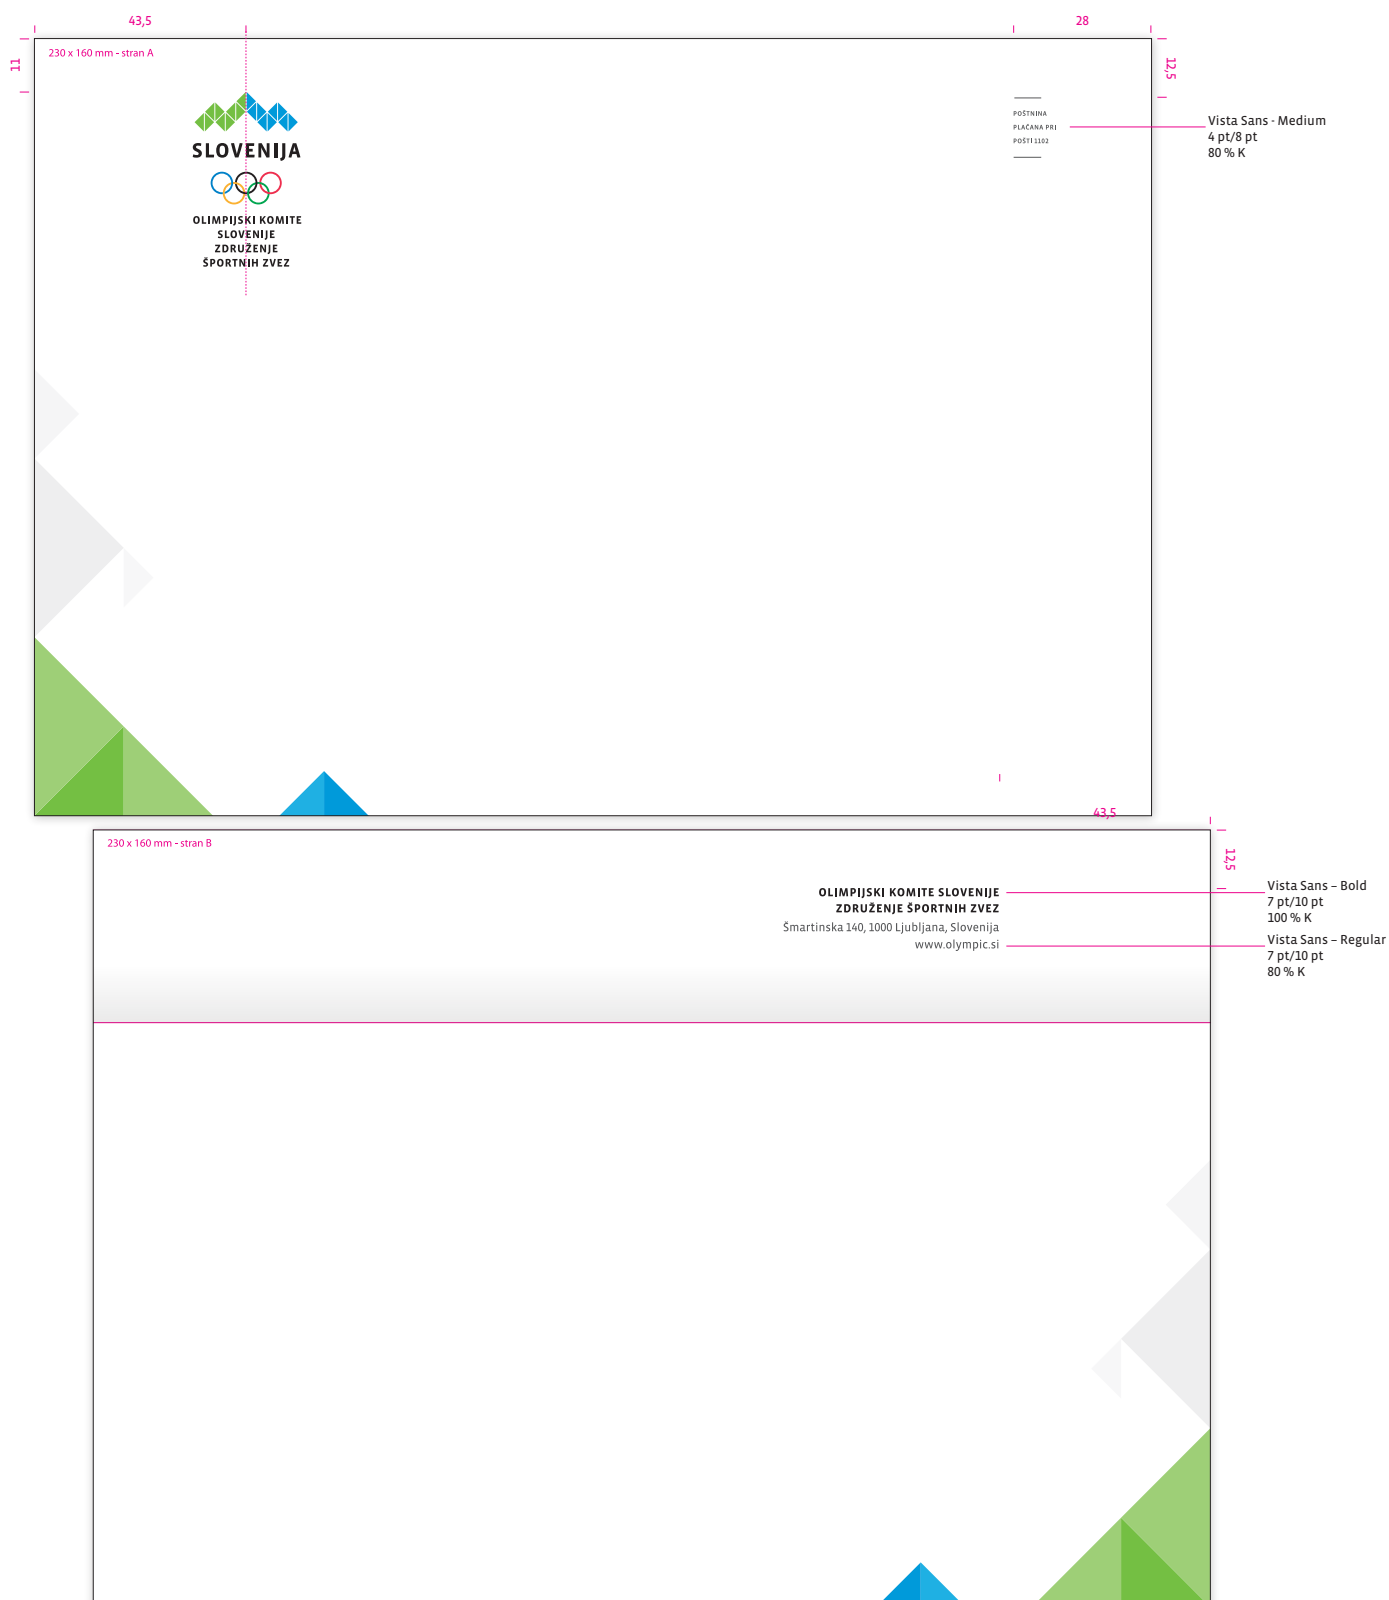 43,5
28
11
230 x 160 mm - stran A
12,5
SLOVENIJA
OLIMPIJSKI KOMITE
SLOVENIJE
ZDRUŽENJE
ŠPORTNIH ZVEZ
POŠTNINA
PLAČANA PRI
POŠTI 1102
Vista Sans - Medium
4 pt/8 pt
80 % K
43,5
230 x 160 mm - stran B
12,5
OLIMPIJSKI KOMITE SLOVENIJE
ZDRUŽENJE ŠPORTNIH ZVEZ
Šmartinska 140, 1000 Ljubljana, Slovenija
www.olympic.si
Vista Sans – Bold
7 pt/10 pt
100 % K
Vista Sans – Regular
7 pt/10 pt
80 % K